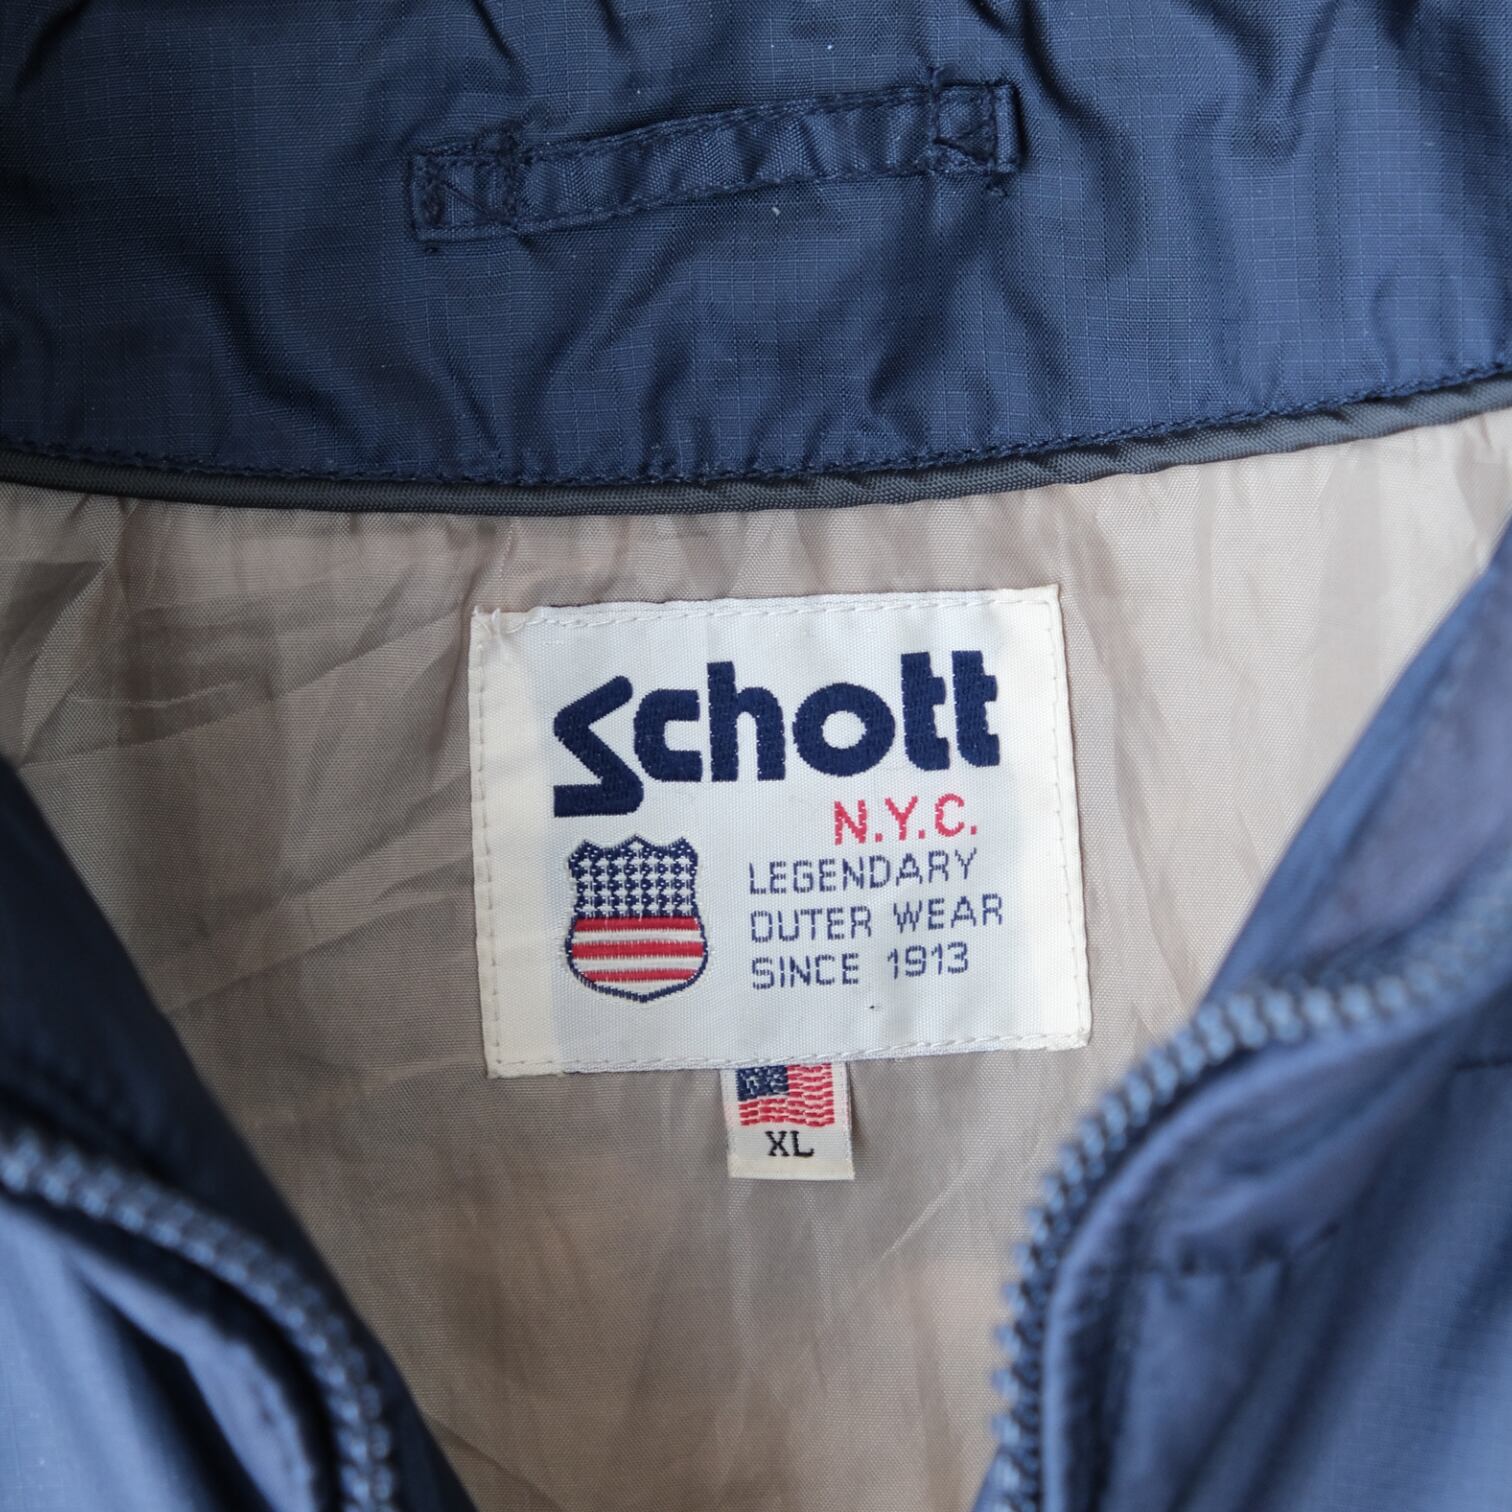 Schott
N.Y.C.
LEGENDARY
OUTER WEAR
SINCE 1913
XL